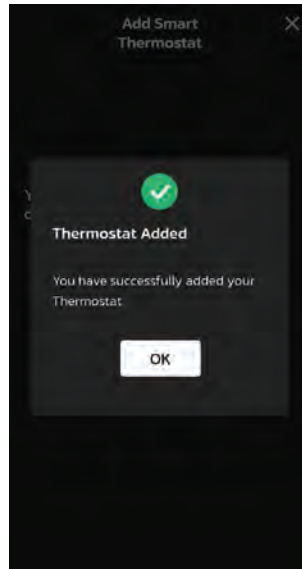 Add Smart
Thermostat
Thermostat Added
You have successfully added your
Thermostat
OK